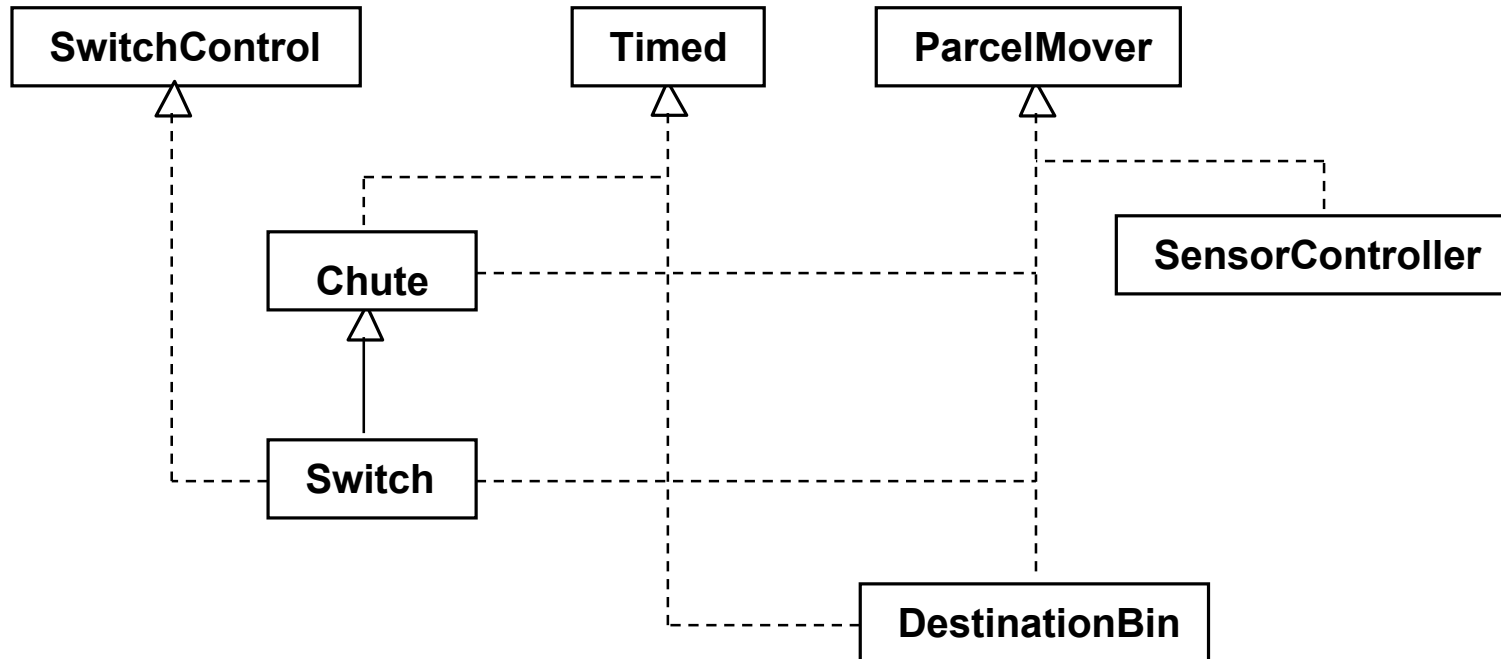 SwitchControl
Timed
ParcelMover
SensorController
Chute
Switch
DestinationBin